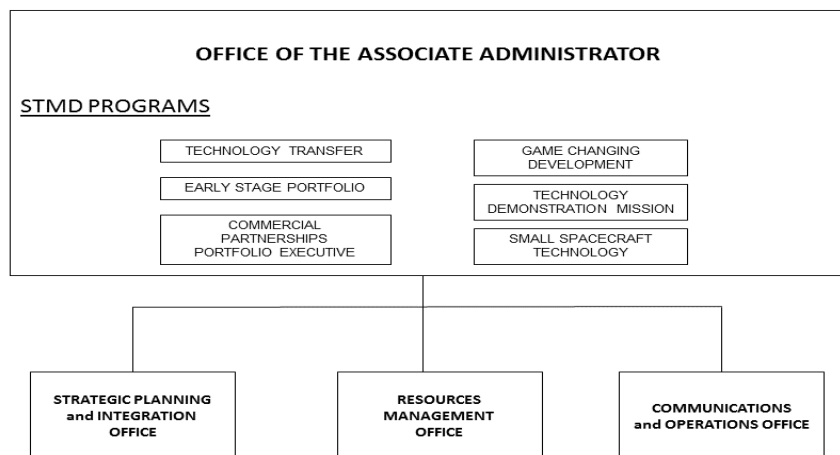 OFFICE OF THE ASSOCIATE ADMINISTRATOR
STMD PROGRAMS
TECHNOLOGY TRANSFER
EARLY STAGE PORTFOLIO
COMMERCIAL
PARTNERSHIPS
PORTFOLIO EXECUTIVE
GAME CHANGING
DEVELOPMENT
TECHNOLOGY
DEMONSTRATION MISSION
SMALL SPACECRAFT
TECHNOLOGY
STRATEGIC PLANNING
and INTEGRATION
OFFICE
RESOURCES
MANAGEMENT
OFFICE
COMMUNICATIONS
and OPERATIONS OFFICE